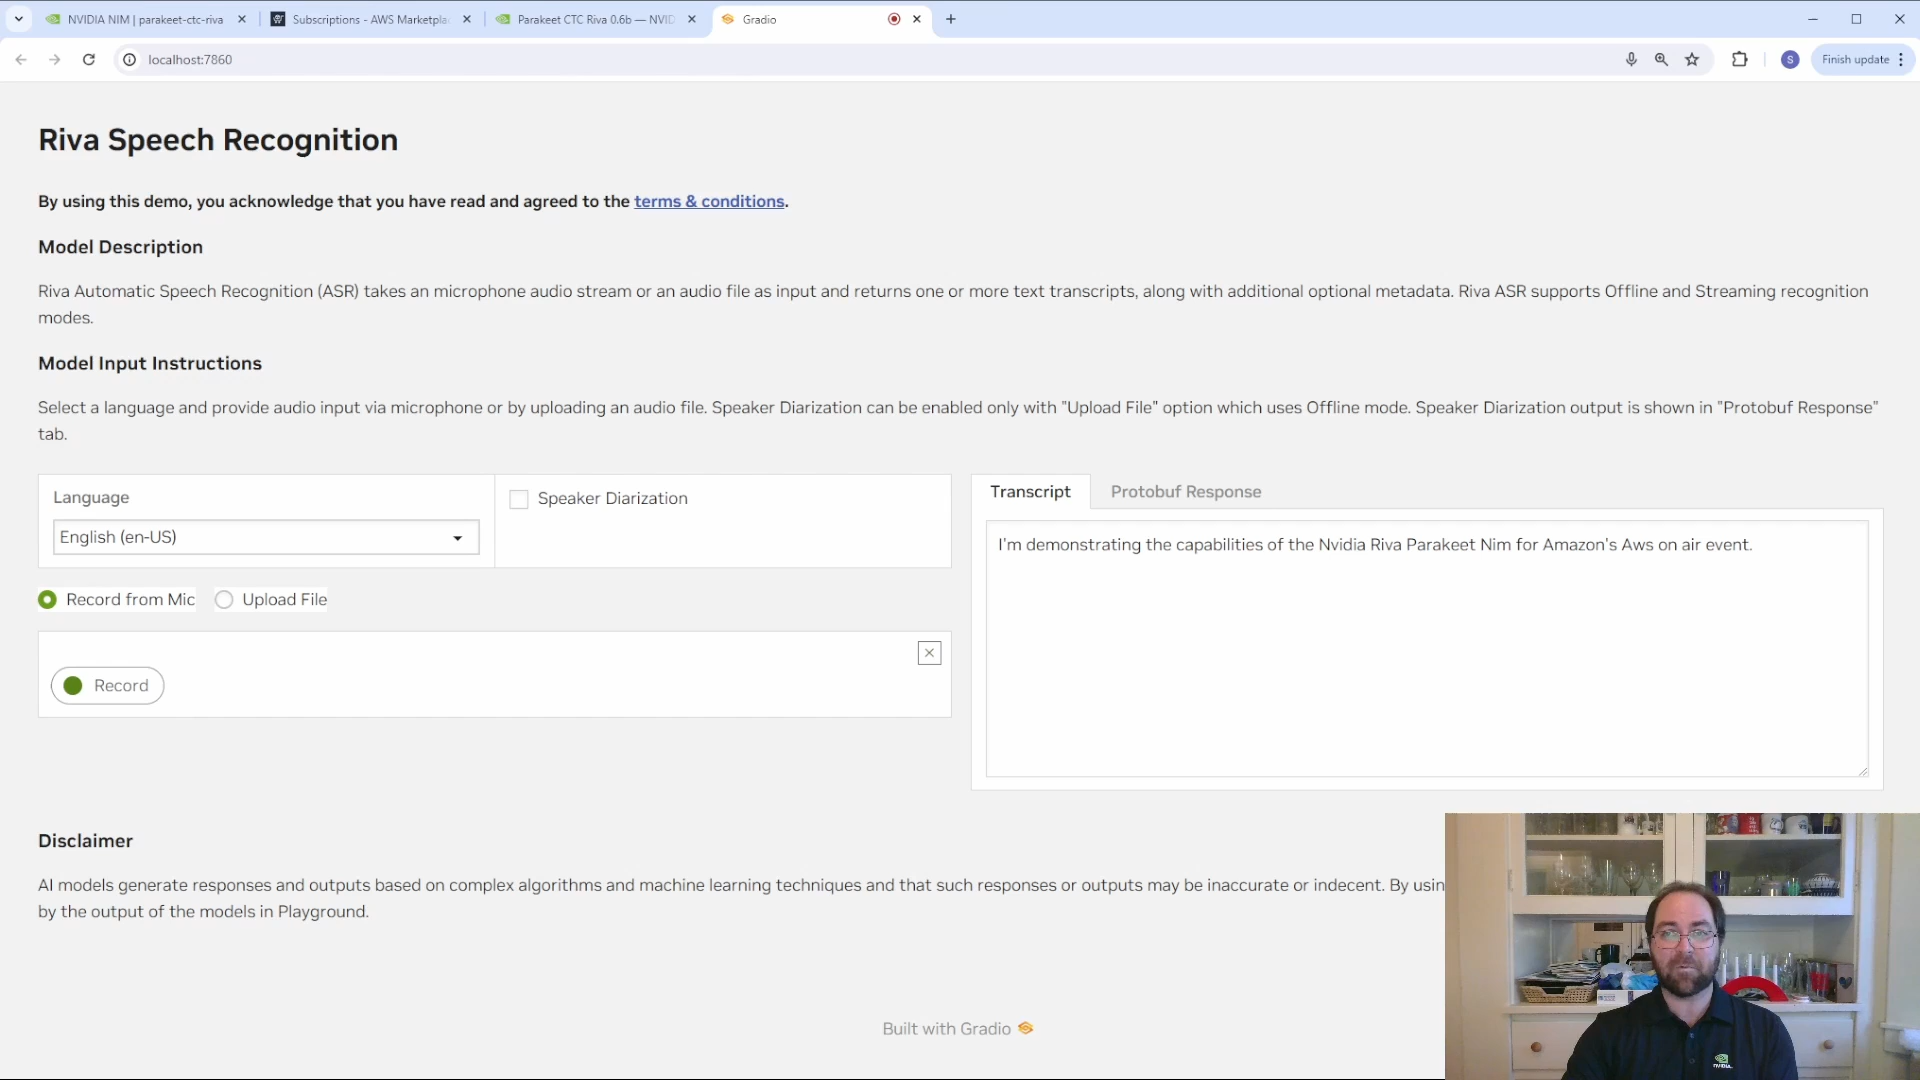 NVIDIA NIM | parakeet-ctc-riva
Subscriptions - AWS Marketpla
Parakeet CTC Riva 0.6b — NVID
Gradio
localhost:7860
S
Finish update
Riva Speech Recognition
By using this demo, you acknowledge that you have read and agreed to the terms & conditions.
Model Description
Riva Automatic Speech Recognition (ASR) takes an microphone audio stream or an audio file as input and returns one or more text transcripts, along with additional optional metadata. Riva ASR supports Offline and Streaming recognition
modes.
Model Input Instructions
Select a language and provide audio input via microphone or by uploading an audio file. Speaker Diarization can be enabled only with "Upload File" option which uses Offline mode. Speaker Diarization output is shown in "Protobuf Response"
tab.
Language
English (en-US)
Speaker Diarization
Record from Mic
Upload File
Record
Transcript
Protobuf Response
I'm demonstrating the capabilities of the Nvidia Riva Parakeet Nim for Amazon's Aws on air event.
Disclaimer
AI models generate responses and outputs based on complex algorithms and machine learning techniques and that such responses or outputs may be inaccurate or indecent. By usin
by the output of the models in Playground.
Built with Gradio
NVIDIA